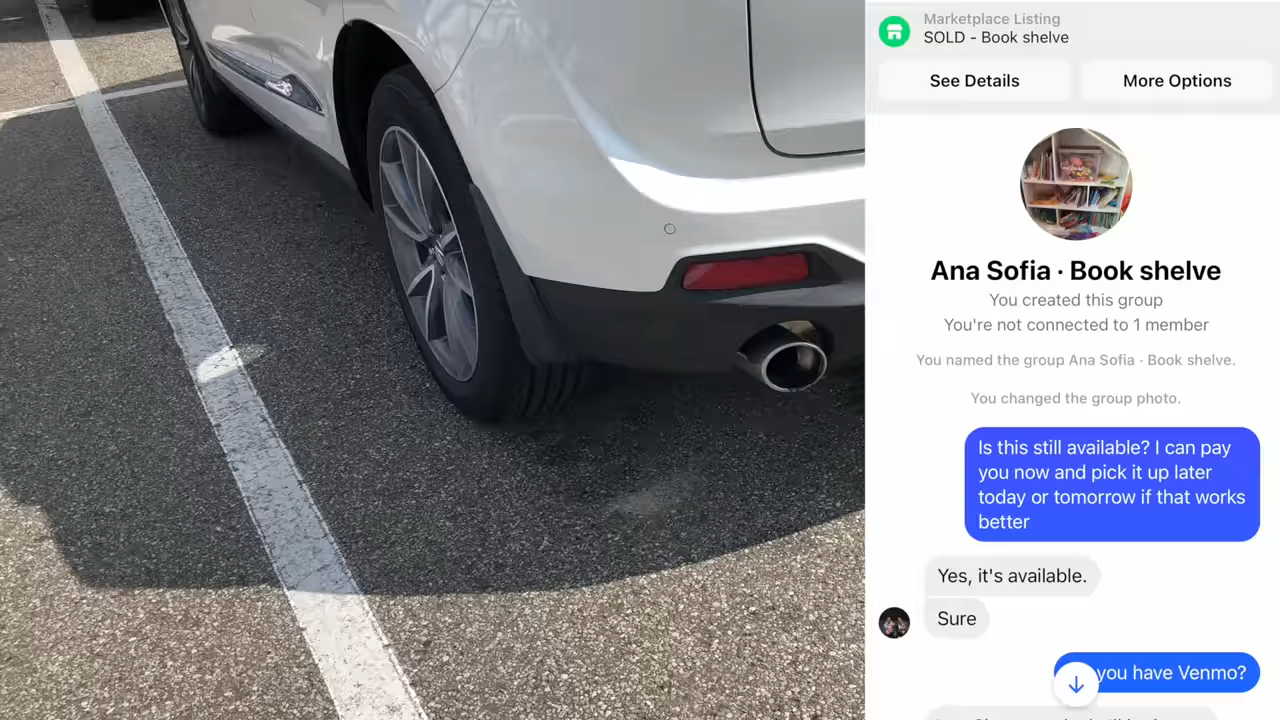 Marketplace Listing
SOLD - Book shelve
See Details
More Options
Ana Sofia · Book shelve
You created this group
You're not connected to 1 member
You named the group Ana Sofia · Book shelve.
You changed the group photo.
Is this still available? I can pay
you now and pick it up later
today or tomorrow if that works
better
Yes, it's available.
Sure
you have Venmo?